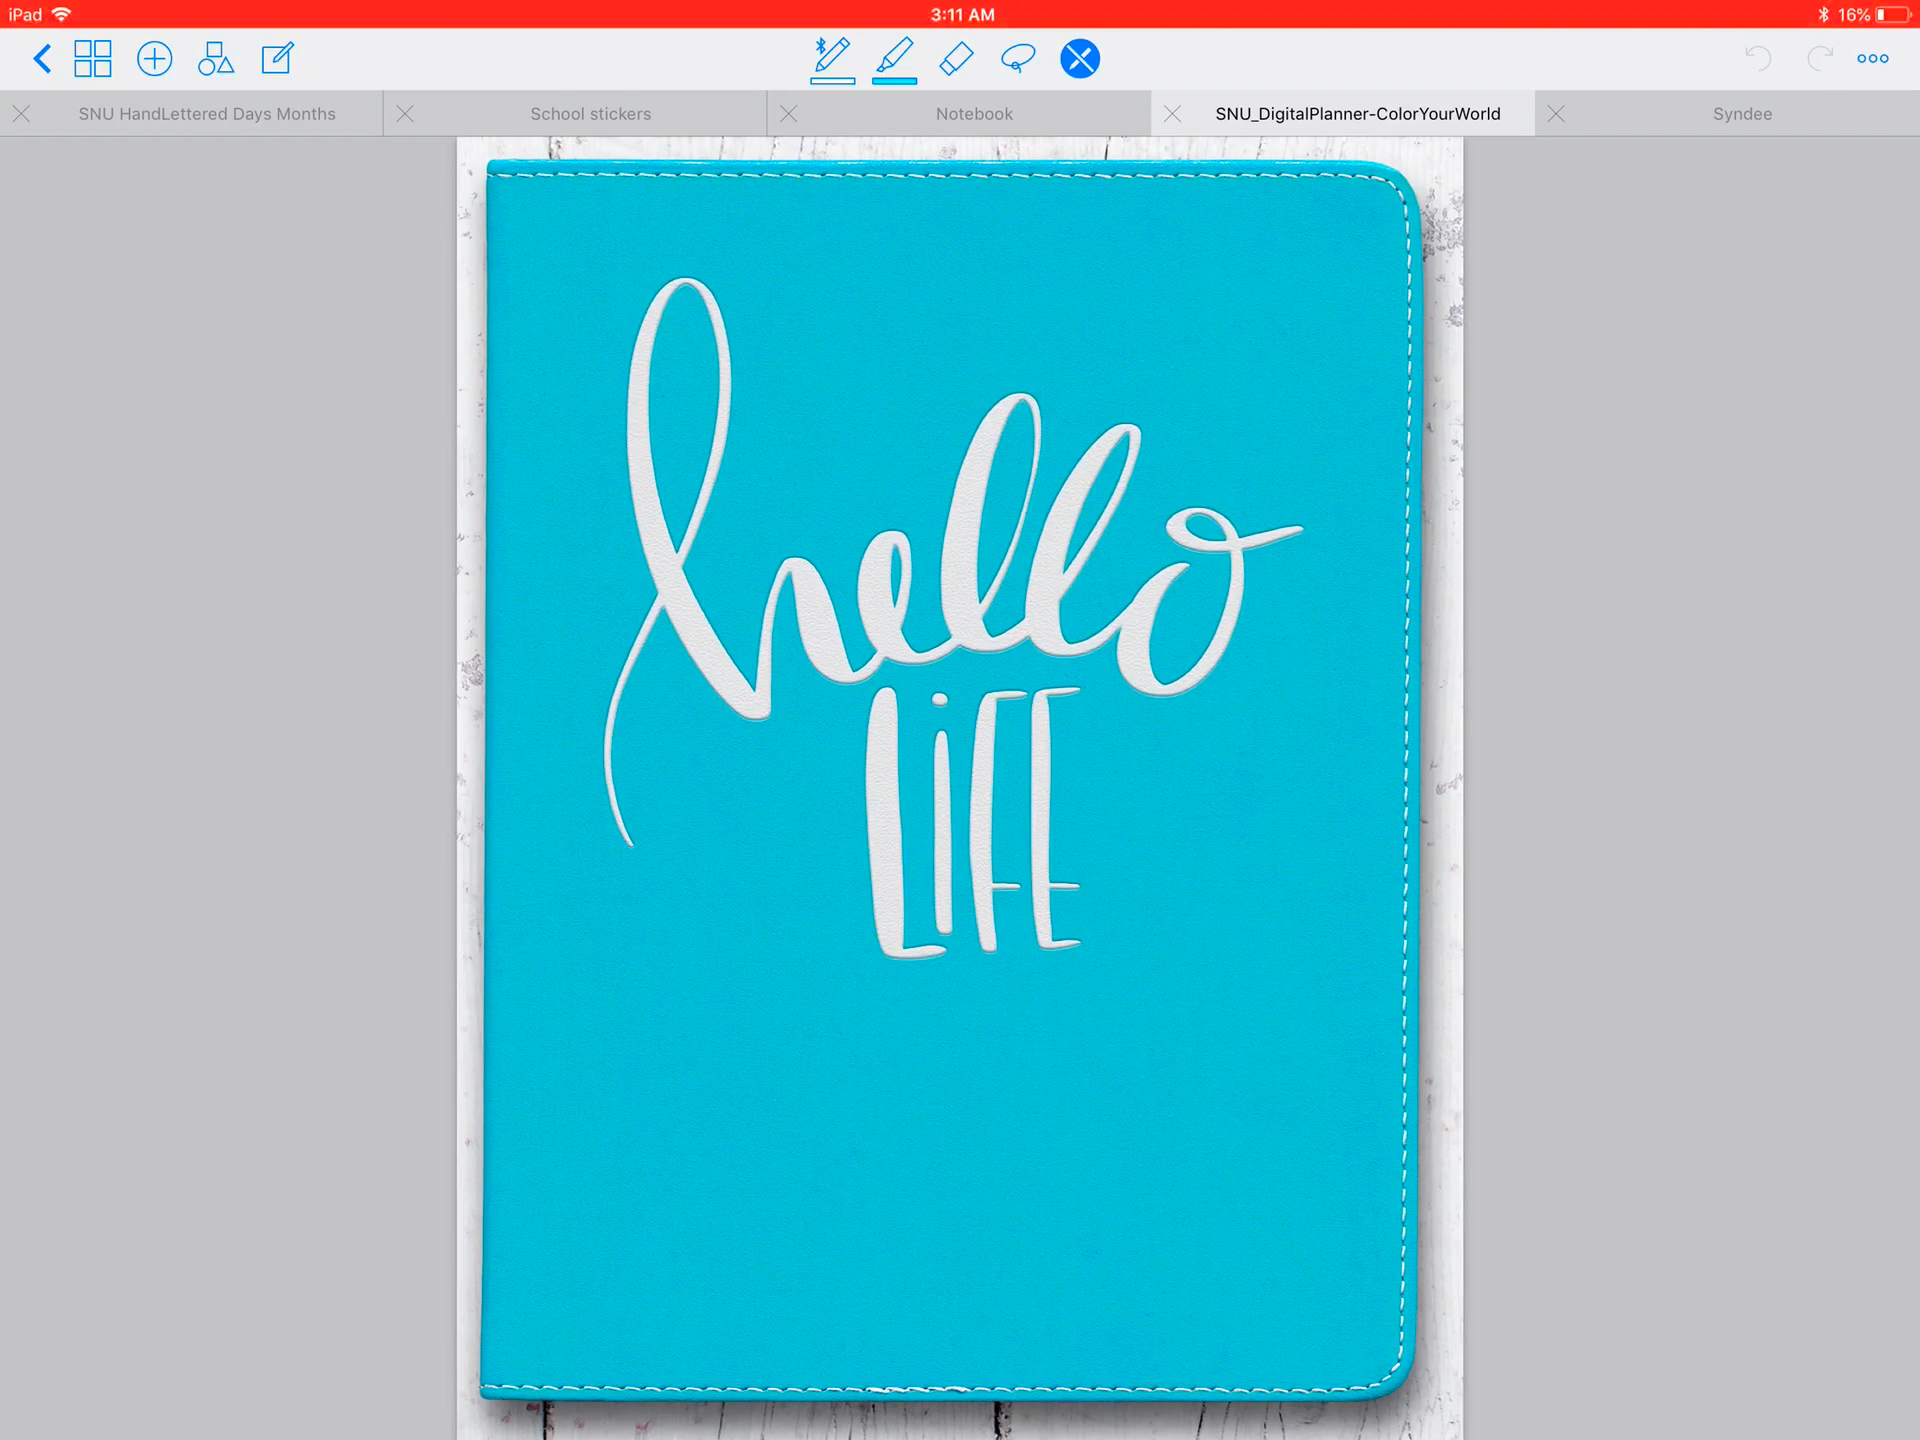 iPad 3:11 AM 16%
SNU HandLettered Days Months School stickers Notebook SNU_DigitalPlanner-ColorYourWorld Syndee
hello
LiFE